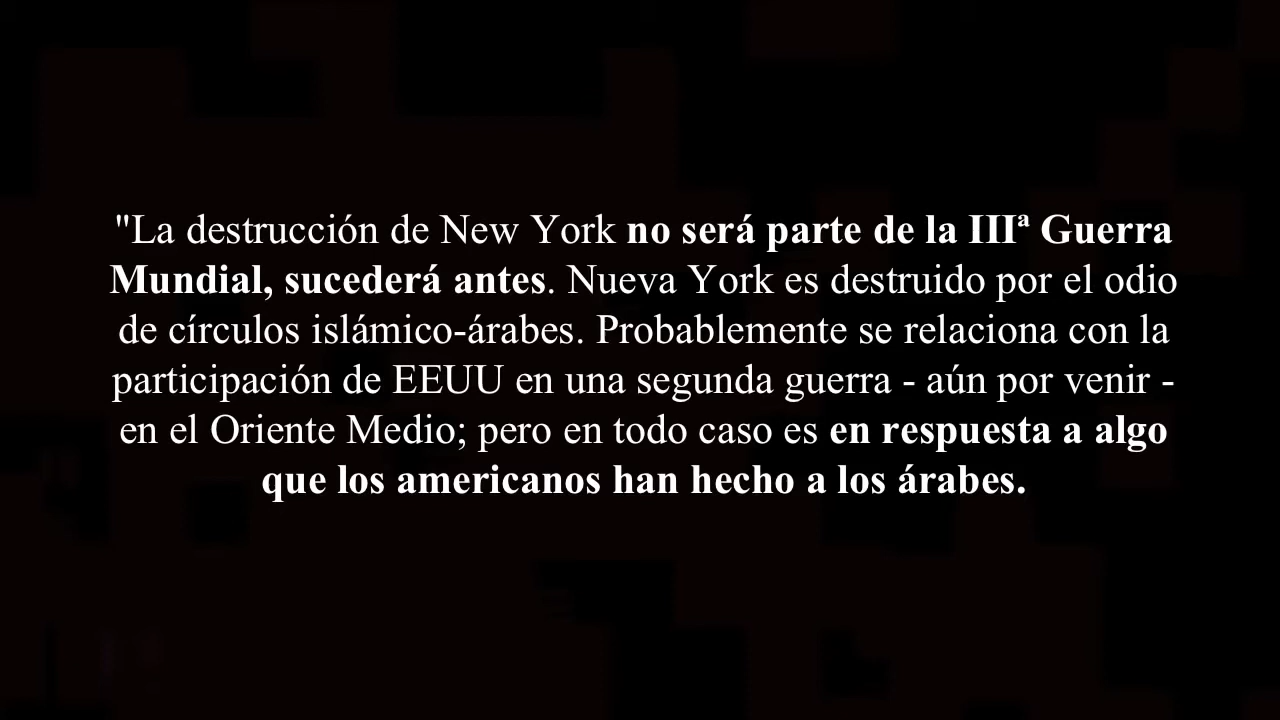 "La destrucción de New York no será parte de la IIIª Guerra
Mundial, sucederá antes. Nueva York es destruido por el odio
de círculos islámico-árabes. Probablemente se relaciona con la
participación de EEUU en una segunda guerra - aún por venir -
en el Oriente Medio; pero en todo caso es en respuesta a algo
que los americanos han hecho a los árabes.